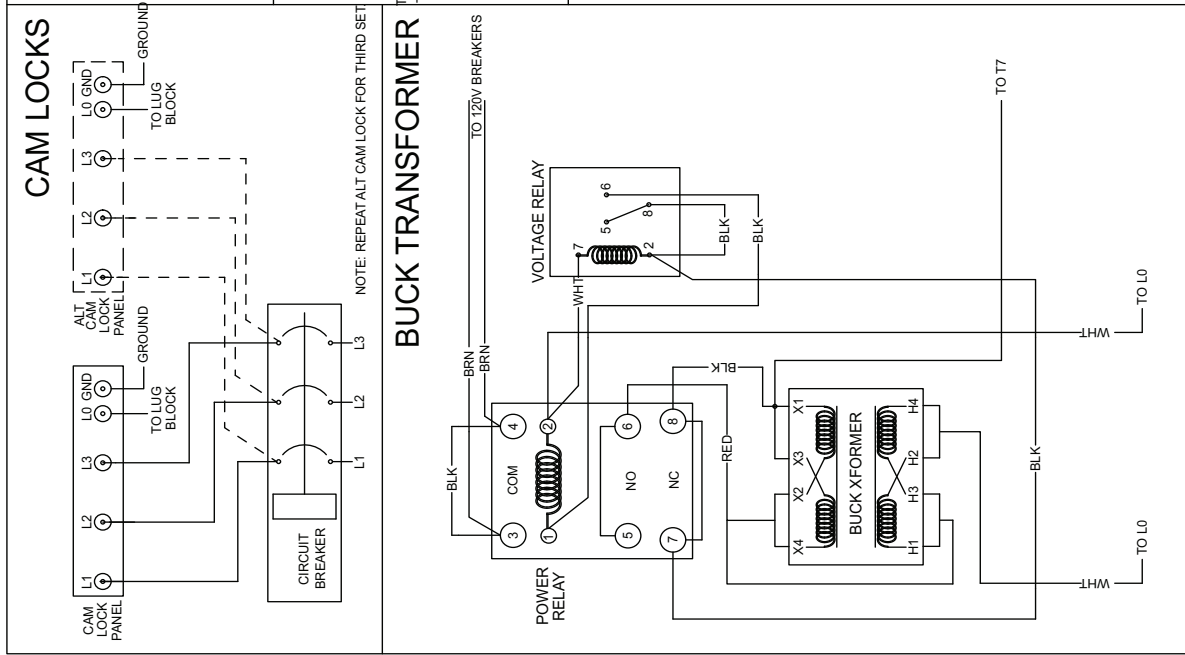 CAM LOCKS
CAM
LOCK
PANEL
L1
L2
L3
L0
GND
GROUND
TO LUG
BLOCK
ALT
CAM
LOCK
PANEL
L1
L2
L3
L0
GND
GROUND
TO LUG
BLOCK
CIRCUIT
BREAKER
L1
L2
L3
NOTE: REPEAT ALT CAM LOCK FOR THIRD SET.
BUCK TRANSFORMER
TO 120V BREAKERS
BRN
BRN
BLK
POWER
RELAY
3
COM
4
1
2
5
NO
6
7
NC
8
VOLTAGE RELAY
7
2
5
8
6
WHT
BLK
BLK
RED
BLK
X4
X2
X3
X1
BUCK XFORMER
H1
H3
H2
H4
TO T7
WHT
TO L0
WHT
TO L0
BLK